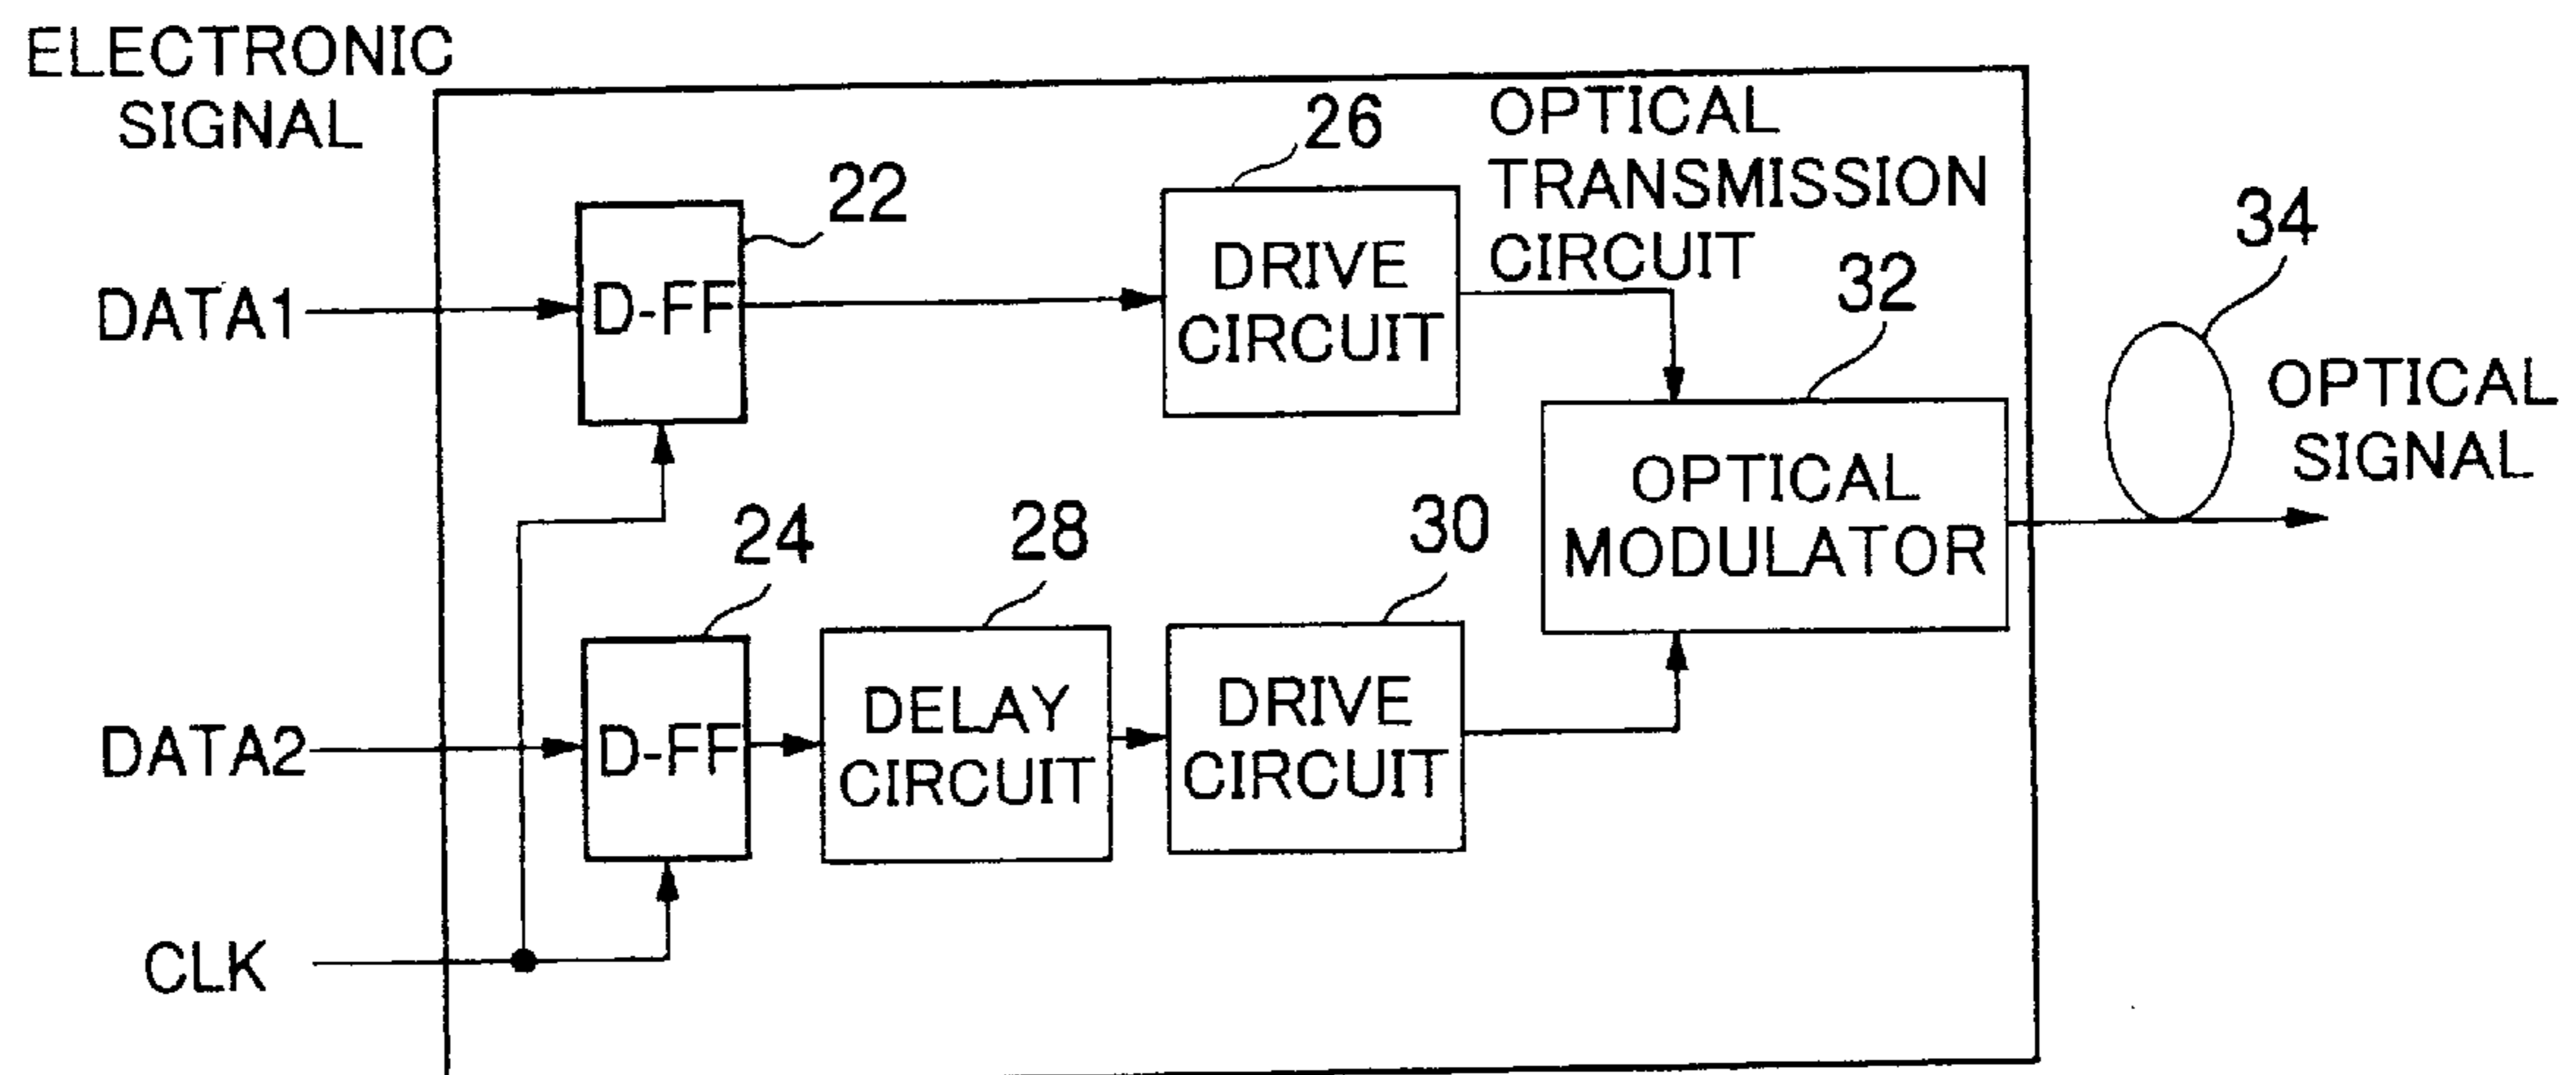 ELECTRONIC
SIGNAL
26
OPTICAL
TRANSMISSION
CIRCUIT
22
34
DATA1
D-FF
DRIVE
CIRCUIT
32
OPTICAL
SIGNAL
OPTICAL
MODULATOR
24
28
30
DATA2
D-FF
DELAY
CIRCUIT
DRIVE
CIRCUIT
CLK